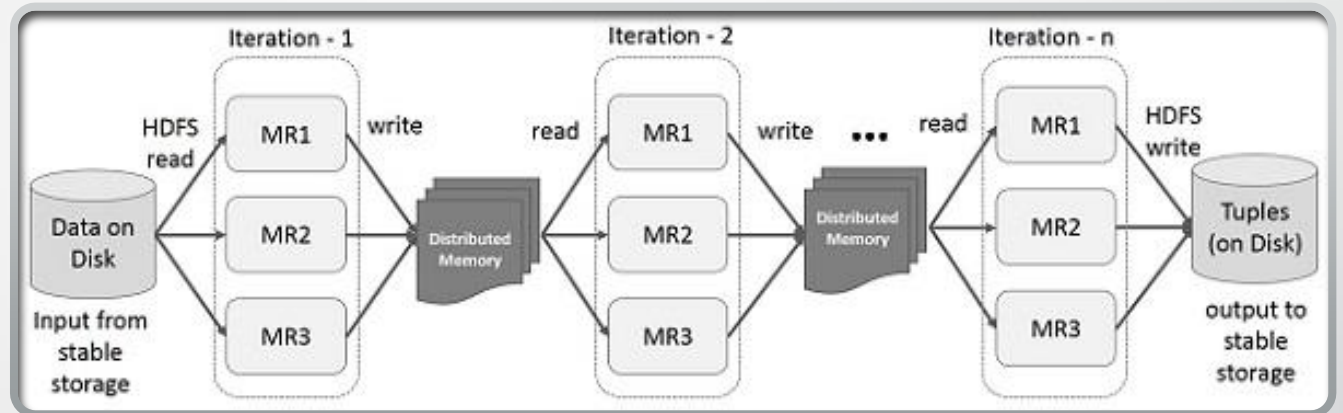 Iteration - 1
Iteration - 2
Iteration - n
HDFS
read
MR1
write
read
MR1
write
...
read
MR1
HDFS
write
Data on
Disk
MR2
Distributed
Memory
MR2
Distributed
Memory
MR2
Tuples
(on Disk)
Input from
stable
storage
MR3
MR3
MR3
output to
stable
storage